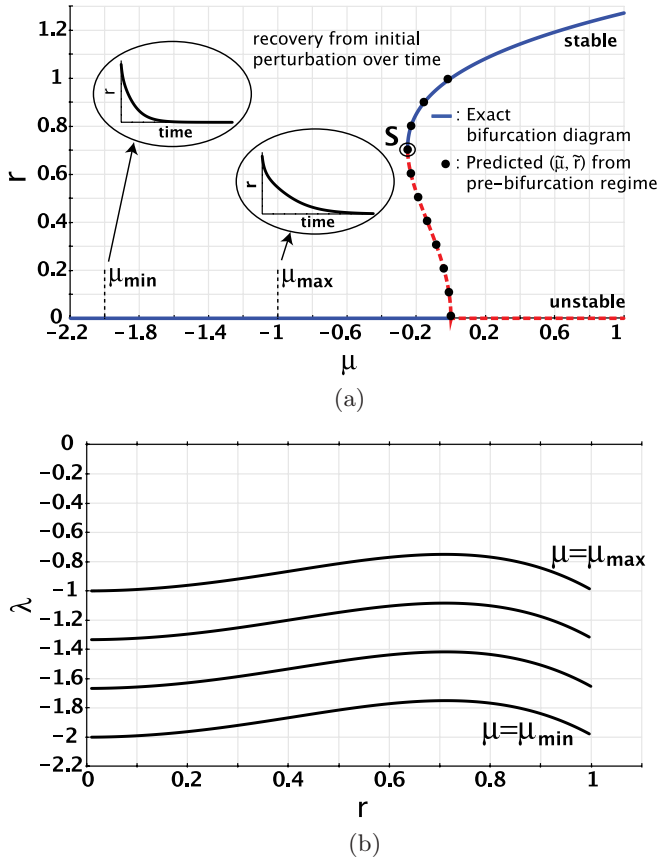 1.2
1
0.8
0.6
0.4
0.2
0
r
recovery from initial
perturbation over time
stable
r
time
S
: Exact
bifurcation diagram
: Predicted (μ̃, r̃) from
pre-bifurcation regime
r
time
μmin
μmax
unstable
-2.2 -1.8 -1.4 -1 -0.6 -0.2 0.2 0.6 1
μ
(a)
0
-0.2
-0.4
-0.6
-0.8
-1
-1.2
-1.4
-1.6
-1.8
-2
-2.2
λ
μ=μmax
μ=μmin
0 0.2 0.4 0.6 0.8 1
r
(b)